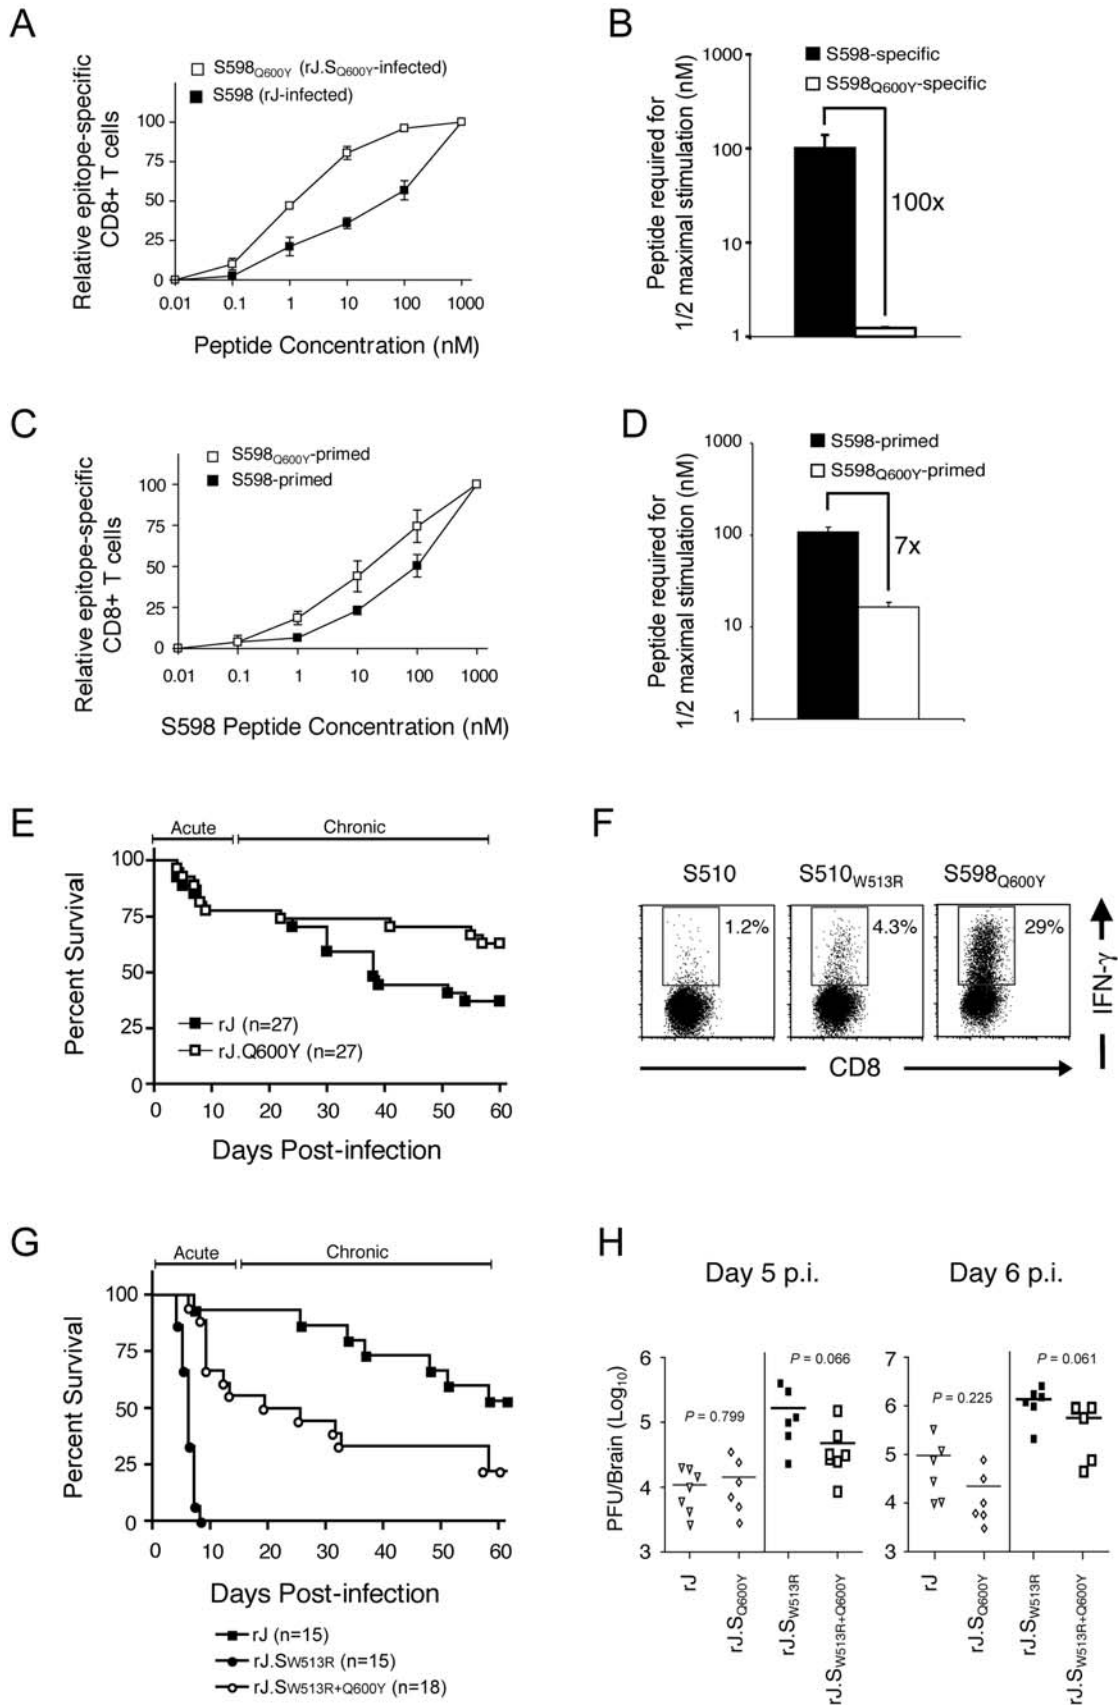 A
S598Q600Y (rJ.SQ600Y-infected)
S598 (rJ-infected)
Relative epitope-specific
CD8+ T cells
100
75
50
25
0
0.01 0.1 1 10 100 1000
Peptide Concentration (nM)
B
S598-specific
S598Q600Y-specific
Peptide required for
1/2 maximal stimulation (nM)
1000
100
10
1
100x
C
S598Q600Y-primed
S598-primed
Relative epitope-specific
CD8+ T cells
100
75
50
25
0
0.01 0.1 1 10 100 1000
S598 Peptide Concentration (nM)
D
S598-primed
S598Q600Y-primed
Peptide required for
1/2 maximal stimulation (nM)
1000
100
10
1
7x
E
Acute Chronic
Percent Survival
100
75
50
25
0
rJ (n=27)
rJ.Q600Y (n=27)
0 10 20 30 40 50 60
Days Post-infection
F
S510 S510W513R S598Q600Y
1.2% 4.3% 29%
IFN-γ
CD8
G
Acute Chronic
Percent Survival
100
75
50
25
0
0 10 20 30 40 50 60
Days Post-infection
rJ (n=15)
rJ.SW513R (n=15)
rJ.SW513R+Q600Y (n=18)
H
Day 5 p.i. Day 6 p.i.
PFU/Brain (Log10)
6
5
4
3
P = 0.799
P = 0.066
rJ
rJ.SQ600Y
rJ.SW513R
rJ.SW513R+Q600Y
7
6
5
4
3
P = 0.225
P = 0.061
rJ
rJ.SQ600Y
rJ.SW513R
rJ.SW513R+Q600Y